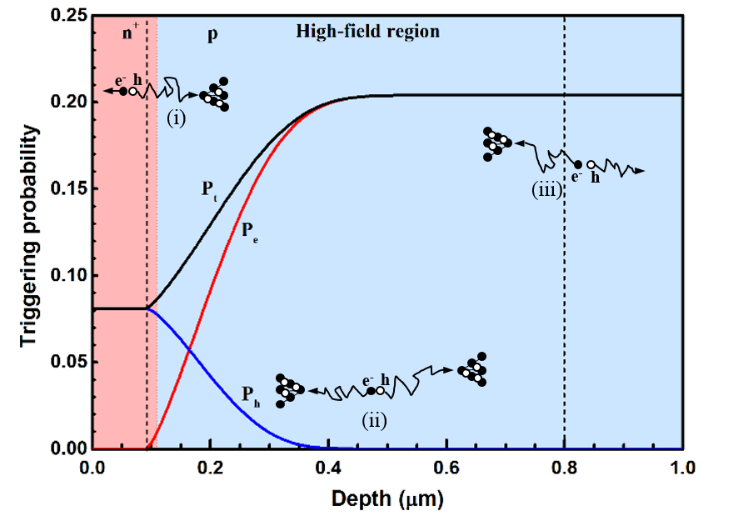 0.25
n⁺ p High-field region
e⁻ h
(i)
0.20
e⁻ h
(iii)
0.15
Pₜ
Pₑ
0.10
e⁻ h
(ii)
0.05
Pₕ
0.00
0.0 0.2 0.4 0.6 0.8 1.0
Depth (μm)
Triggering probability